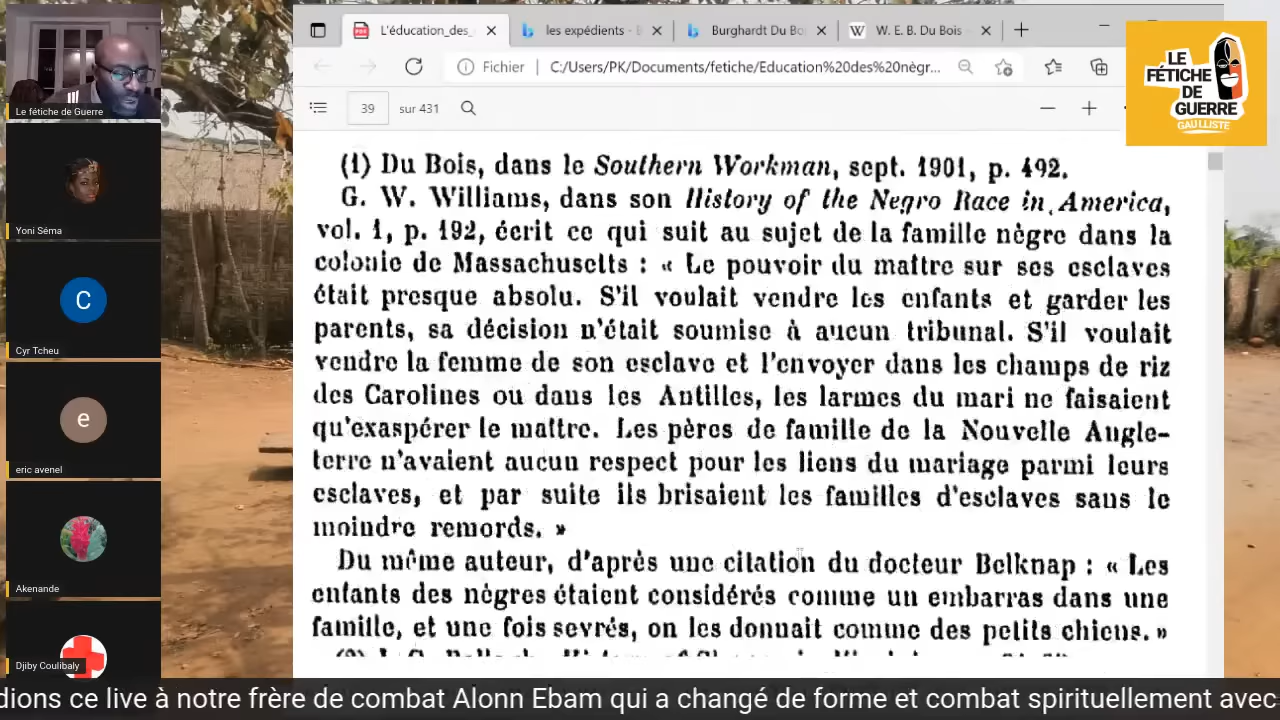 L'éducation_des_
les expédients -
Burghardt Du Bo
W
W. E. B. Du Bois
Fichier
C:/Users/PK/Documents/fetiche/Education%20des%20nègr...
39
sur 431
LE
FÉTICHE
DE
GUERRE
GAULLISTE
Le fétiche de Guerre
Yoni Séma
C
Cyr Tcheu
e
eric avenel
Akenande
Djiby Coulibaly
(1) Du Bois, dans le Southern Workman, sept. 1901, p. 492.
G. W. Williams, dans son History of the Negro Race in America,
vol. 1, p. 192, écrit ce qui suit au sujet de la famille nègre dans la
colonie de Massachusetts : « Le pouvoir du maître sur ses esclaves
était presque absolu. S'il voulait vendre les enfants et garder les
parents, sa décision n'était soumise à aucun tribunal. S'il voulait
vendre la femme de son esclave et l'envoyer dans les champs de riz
des Carolines ou dans les Antilles, les larmes du mari ne faisaient
qu'exaspérer le maître. Les pères de famille de la Nouvelle Angle-
terre n'avaient aucun respect pour les liens du mariage parmi leurs
esclaves, et par suite ils brisaient les familles d'esclaves sans le
moindre remords. »
Du même auteur, d'après une citation du docteur Belknap : « Les
enfants des nègres étaient considérés comme un embarras dans une
famille, et une fois sevrés, on les donnait comme des petits chiens. »
dions ce live à notre frère de combat Alonn Ebam qui a changé de forme et combat spirituellement avec